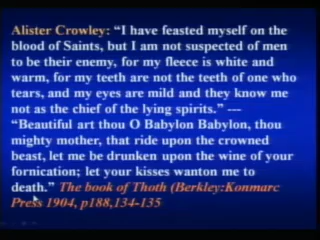 Alister Crowley: “I have feasted myself on the
blood of Saints, but I am not suspected of men
to be their enemy, for my fleece is white and
warm, for my teeth are not the teeth of one who
tears, and my eyes are mild and they know me
not as the chief of the lying spirits.” ---
“Beautiful art thou O Babylon Babylon, thou
mighty mother, that ride upon the crowned
beast, let me be drunken upon the wine of your
fornication; let your kisses wanton me to
death.” The book of Thoth (Berkley:Konmarc
Press 1904, p188,134-135